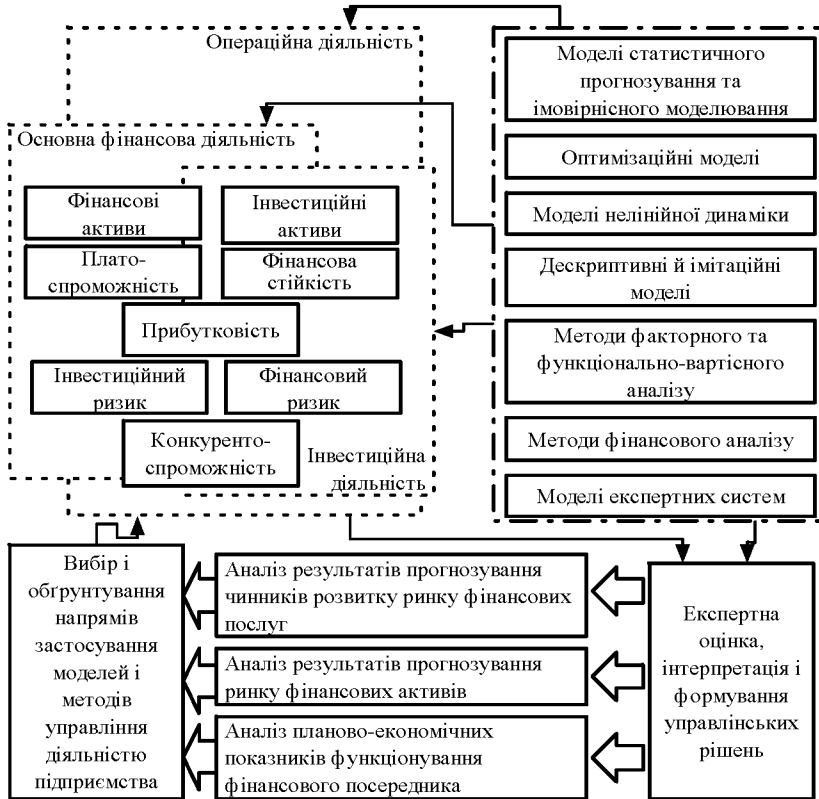 Операційна діяльність
Основна фінансова діяльність
Фінансові
активи
Інвестиційні
активи
Плато-
спроможність
Фінансова
стійкість
Прибутковість
Інвестиційний
ризик
Фінансовий
ризик
Конкуренто-
спроможність
Інвестиційна
діяльність
Моделі статистичного
прогнозування та
імовірнісного моделювання
Оптимізаційні моделі
Моделі нелінійної динаміки
Дескриптивні й імітаційні
моделі
Методи факторного та
функціонально-вартісного
аналізу
Методи фінансового аналізу
Моделі експертних систем
Вибір і
обґрунтування
напрямів
застосування
моделей і
методів
управління
діяльністю
підприємства
Аналіз результатів прогнозування
чинників розвитку ринку фінансових
послуг
Аналіз результатів прогнозування
ринку фінансових активів
Аналіз планово-економічних
показників функціонування
фінансового посередника
Експертна
оцінка,
інтерпретація і
формування
управлінських
рішень